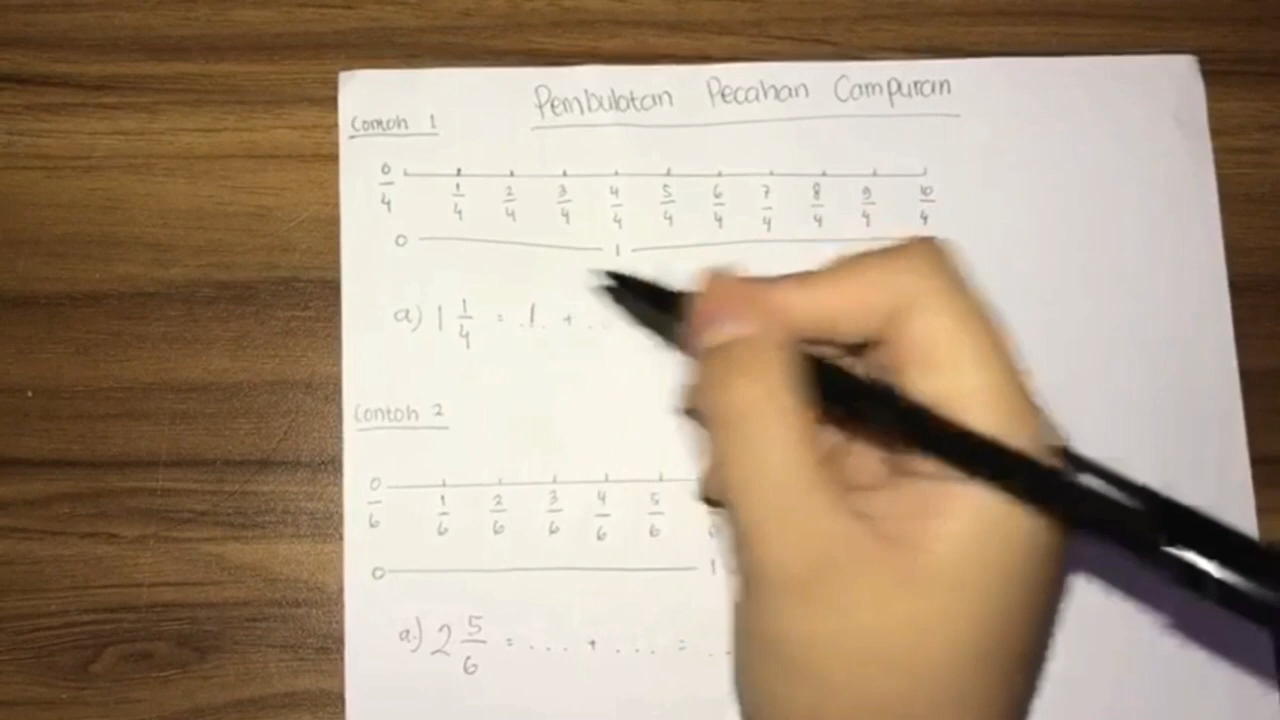 Pembulatan Pecahan Campuran
Contoh 1
0/4 1/4 2/4 3/4 4/4 5/4 6/4 7/4 8/4 9/4 10/4
0 1
a.) 1 1/4 = .1. + ..
Contoh 2
0/6 1/6 2/6 3/6 4/6 5/6
0 1
a.) 2 5/6 = ... + ... = ..